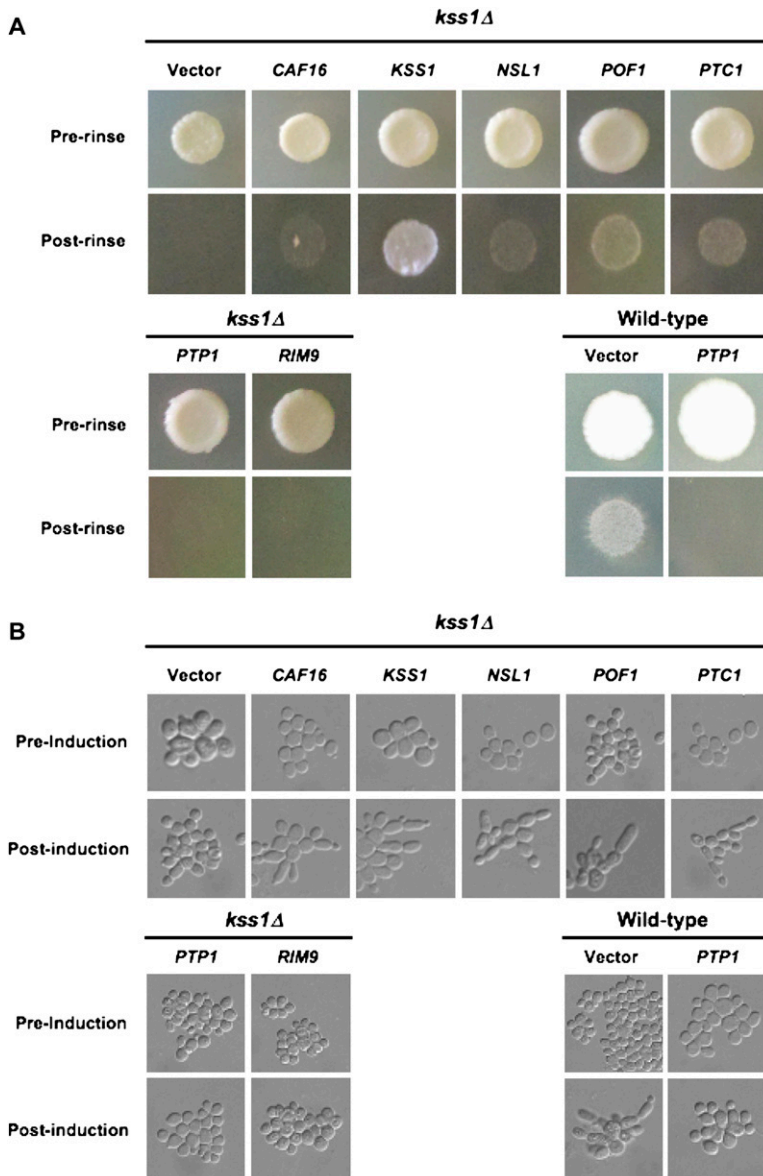 A
kss1Δ
Vector CAF16 KSS1 NSL1 POF1 PTC1
Pre-rinse
Post-rinse
kss1Δ Wild-type
PTP1 RIM9 Vector PTP1
Pre-rinse
Post-rinse
B
kss1Δ
Vector CAF16 KSS1 NSL1 POF1 PTC1
Pre-Induction
Post-induction
kss1Δ Wild-type
PTP1 RIM9 Vector PTP1
Pre-Induction
Post-induction